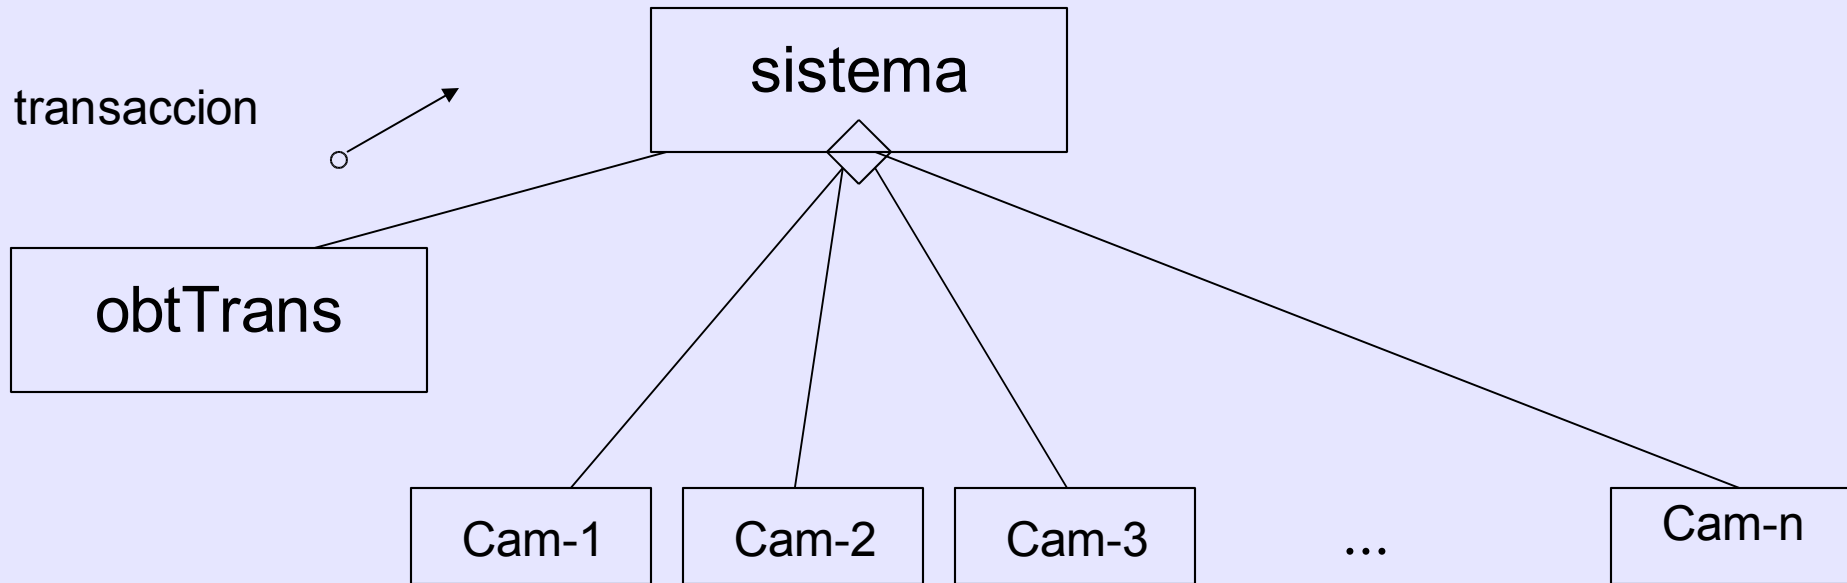 sistema
transaccion
obtTrans
Cam-1
Cam-2
Cam-3
...
Cam-n